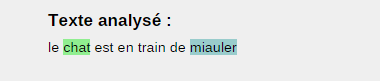 Texte analysé :
le chat est en train de miauler